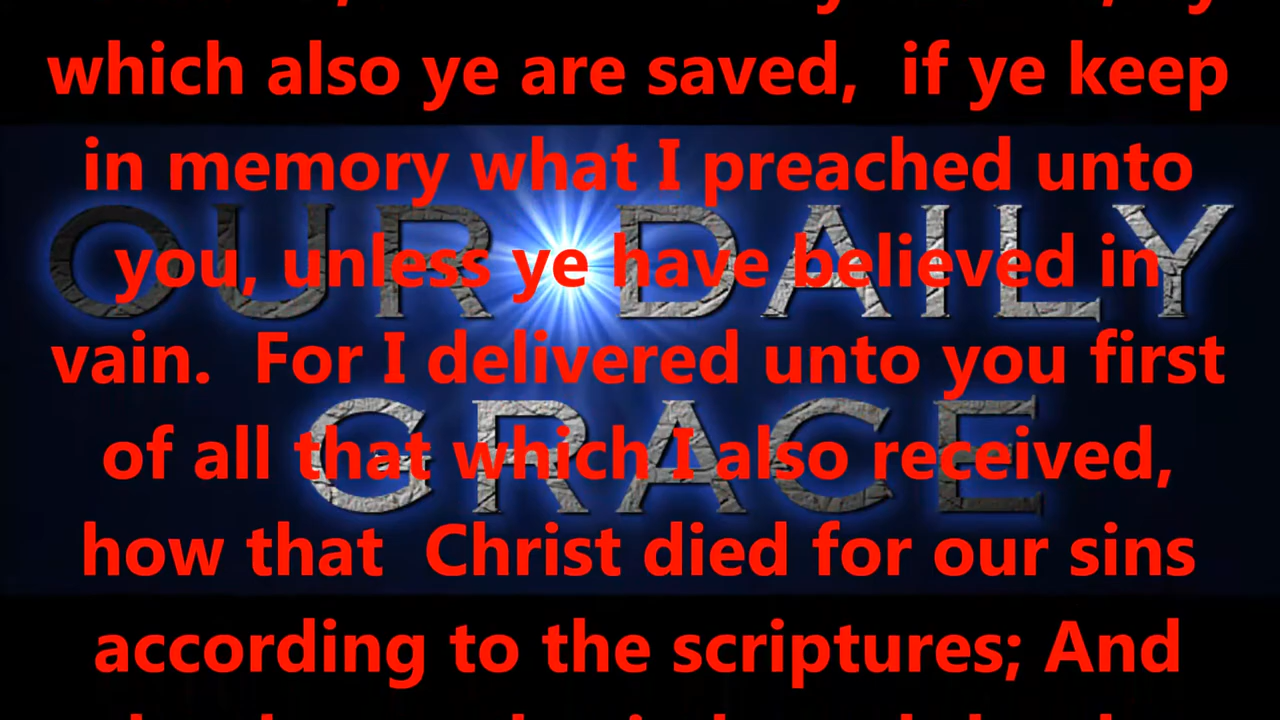 which also ye are saved, if ye keep
in memory what I preached unto
you, unless ye have believed in
vain. For I delivered unto you first
of all that which I also received,
how that Christ died for our sins
according to the scriptures; And
OUR DAILY
GRACE